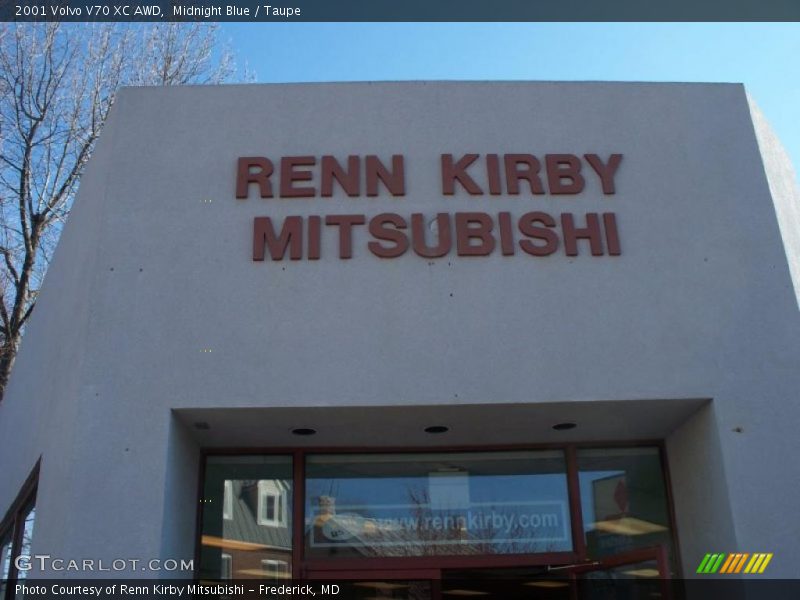 2001 Volvo V70 XC AWD, Midnight Blue / Taupe
RENN KIRBY
MITSUBISHI
www.rennkirby.com
GTCARLOT.COM
Photo Courtesy of Renn Kirby Mitsubishi - Frederick, MD